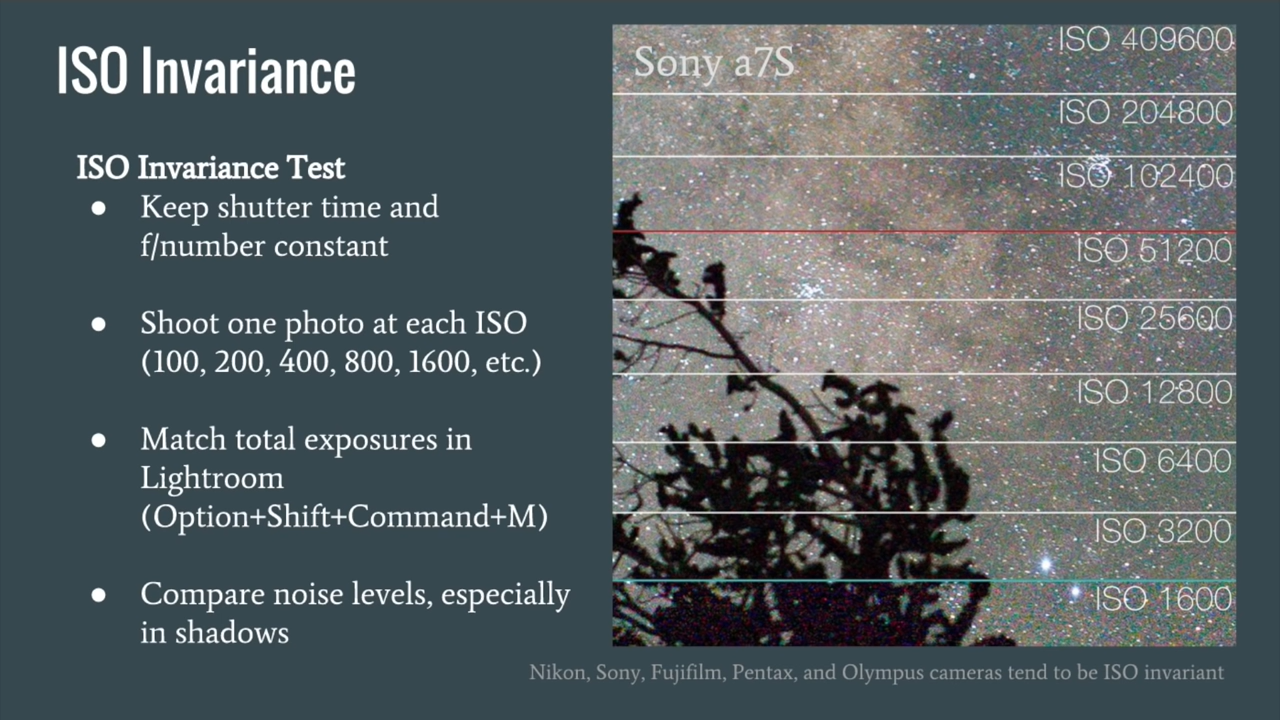 ISO Invariance
ISO Invariance Test
● Keep shutter time and
f/number constant
● Shoot one photo at each ISO
(100, 200, 400, 800, 1600, etc.)
● Match total exposures in
Lightroom
(Option+Shift+Command+M)
● Compare noise levels, especially
in shadows
Sony a7S
ISO 409600
ISO 204800
ISO 102400
ISO 51200
ISO 25600
ISO 12800
ISO 6400
ISO 3200
ISO 1600
Nikon, Sony, Fujifilm, Pentax, and Olympus cameras tend to be ISO invariant